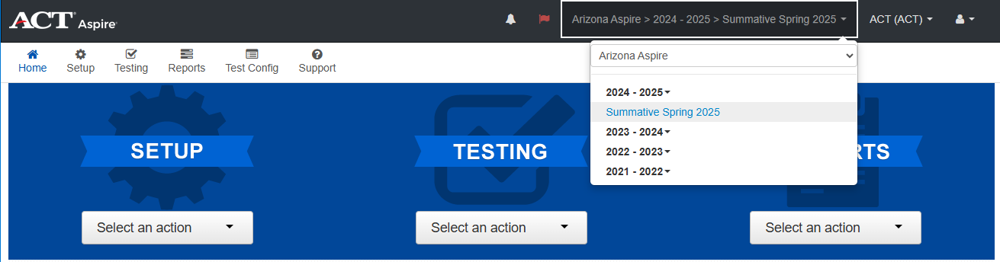 ACT® Aspire®
Arizona Aspire > 2024 - 2025 > Summative Spring 2025
ACT (ACT)
Arizona Aspire
Home
Setup
Testing
Reports
Test Config
Support
2024 - 2025
Summative Spring 2025
2023 - 2024
2022 - 2023
2021 - 2022
SETUP
TESTING
RTS
Select an action
Select an action
Select an action